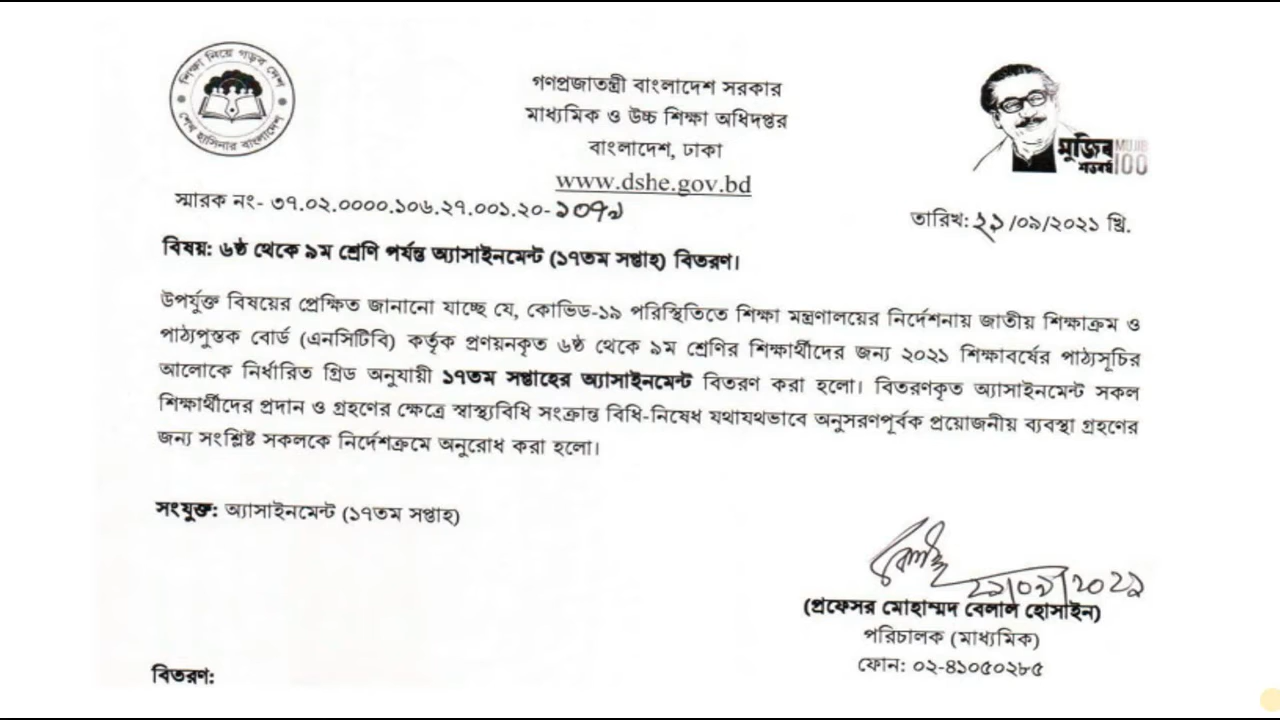 শিক্ষা নিয়ে গড়ব দেশ
শেখ হাসিনার বাংলাদেশ
গণপ্রজাতন্ত্রী বাংলাদেশ সরকার
মাধ্যমিক ও উচ্চ শিক্ষা অধিদপ্তর
বাংলাদেশ, ঢাকা
www.dshe.gov.bd
মুজিব MUJIB
শতবর্ষ 100
স্মারক নং- ৩৭.০২.০০০০.১০৬.২৭.০০১.২০-১০৭৯
তারিখ: ২১/০৯/২০২১ খ্রি.
বিষয়: ৬ষ্ঠ থেকে ৯ম শ্রেণি পর্যন্ত অ্যাসাইনমেন্ট (১৭তম সপ্তাহ) বিতরণ।
উপর্যুক্ত বিষয়ের প্রেক্ষিত জানানো যাচ্ছে যে, কোভিড-১৯ পরিস্থিতিতে শিক্ষা মন্ত্রণালয়ের নির্দেশনায় জাতীয় শিক্ষাক্রম ও
পাঠ্যপুস্তক বোর্ড (এনসিটিবি) কর্তৃক প্রণয়নকৃত ৬ষ্ঠ থেকে ৯ম শ্রেণির শিক্ষার্থীদের জন্য ২০২১ শিক্ষাবর্ষের পাঠ্যসূচির
আলোকে নির্ধারিত গ্রিড অনুযায়ী ১৭তম সপ্তাহের অ্যাসাইনমেন্ট বিতরণ করা হলো। বিতরণকৃত অ্যাসাইনমেন্ট সকল
শিক্ষার্থীদের প্রদান ও গ্রহণের ক্ষেত্রে স্বাস্থ্যবিধি সংক্রান্ত বিধি-নিষেধ যথাযথভাবে অনুসরণপূর্বক প্রয়োজনীয় ব্যবস্থা গ্রহণের
জন্য সংশ্লিষ্ট সকলকে নির্দেশক্রমে অনুরোধ করা হলো।
সংযুক্ত: অ্যাসাইনমেন্ট (১৭তম সপ্তাহ)
২১/০৯/২০২১
(প্রফেসর মোহাম্মদ বেলাল হোসাইন)
পরিচালক (মাধ্যমিক)
ফোন: ০২-৪১০৫০২৮৫
বিতরণ: